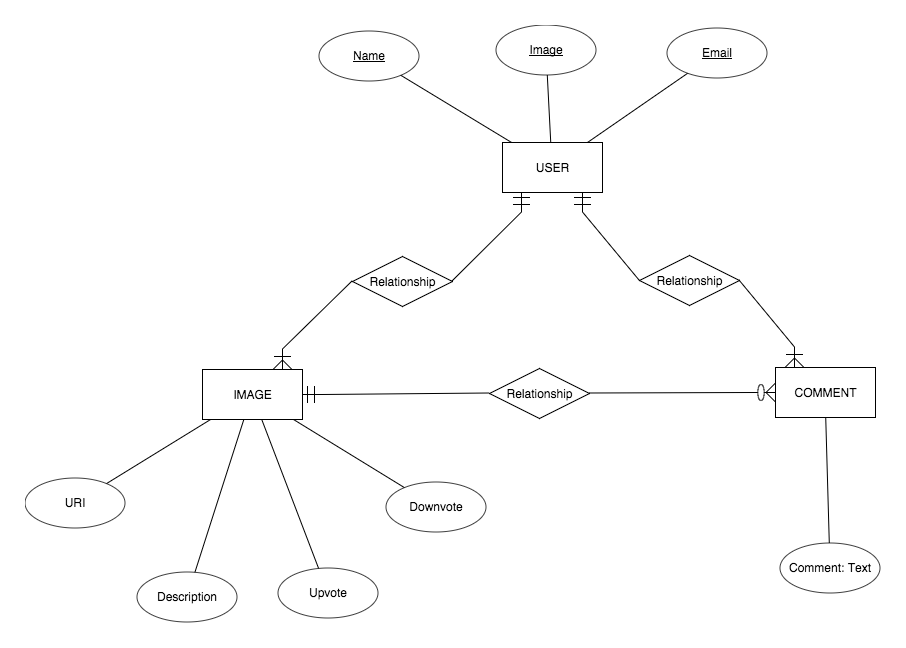 Name
Image
Email
USER
Relationship
Relationship
IMAGE
Relationship
COMMENT
URI
Downvote
Description
Upvote
Comment: Text